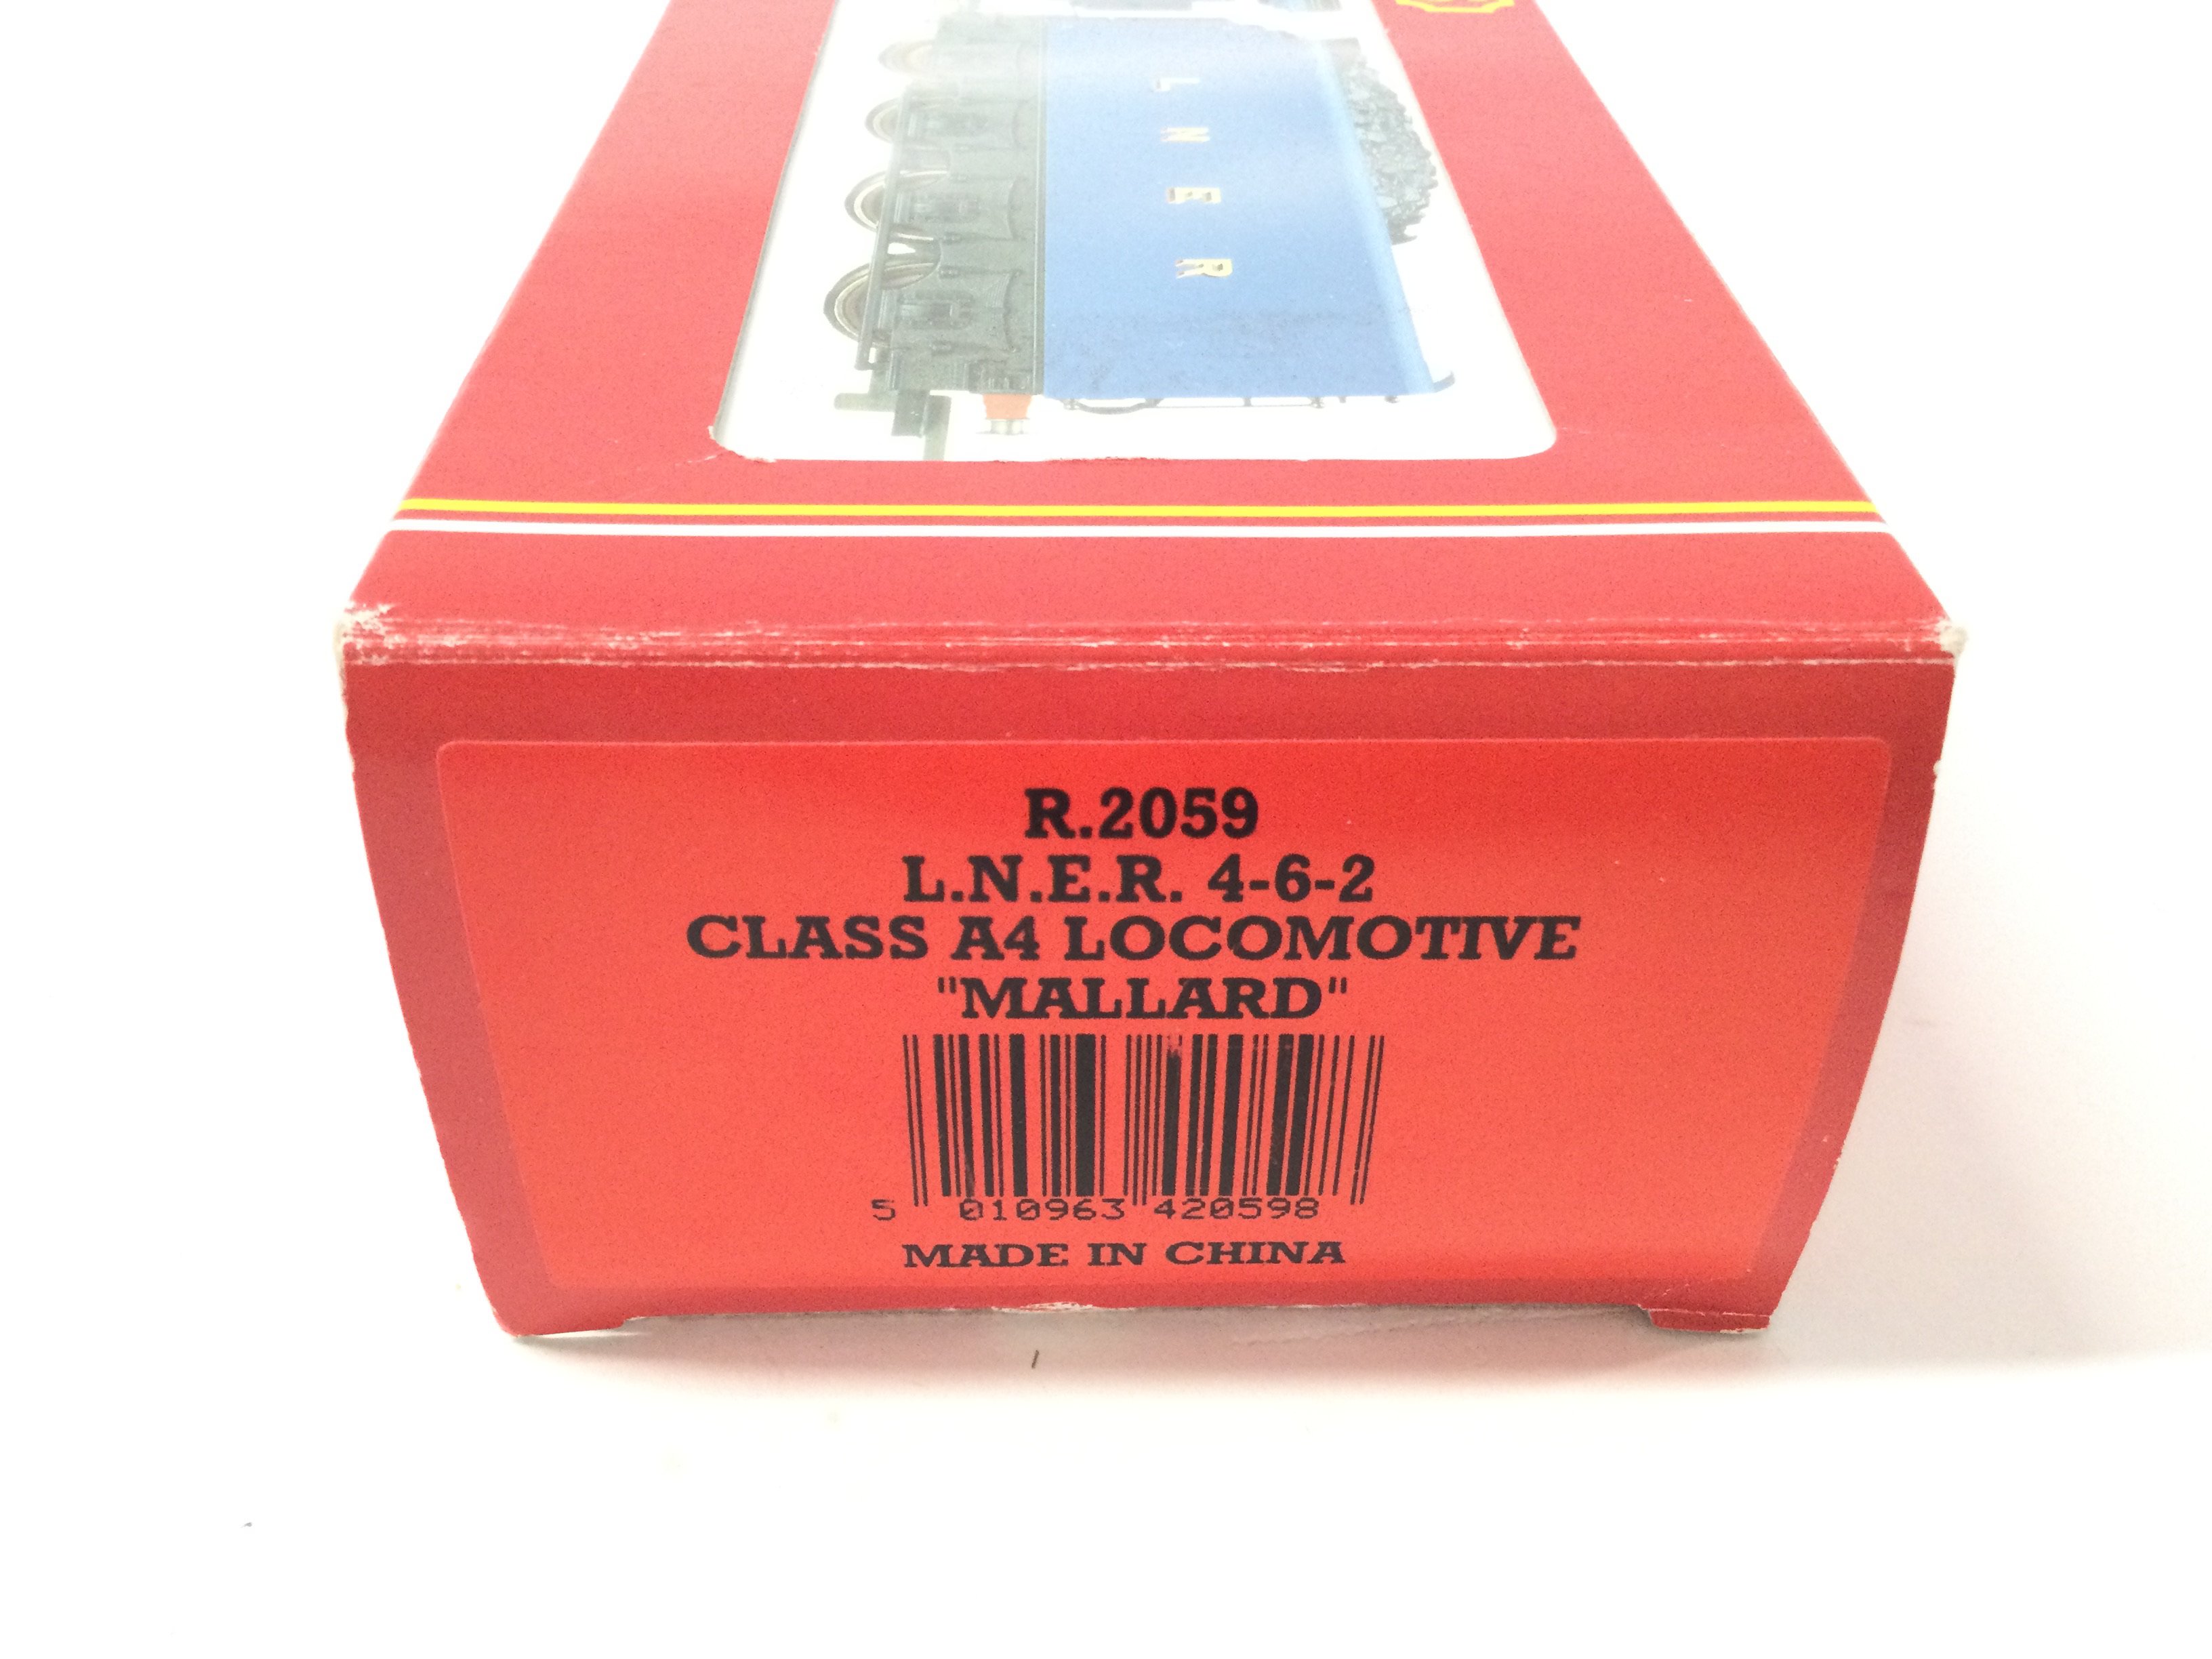 L N E R
R.2059
L.N.E.R. 4-6-2
CLASS A4 LOCOMOTIVE
"MALLARD"
5 010963 420598
MADE IN CHINA